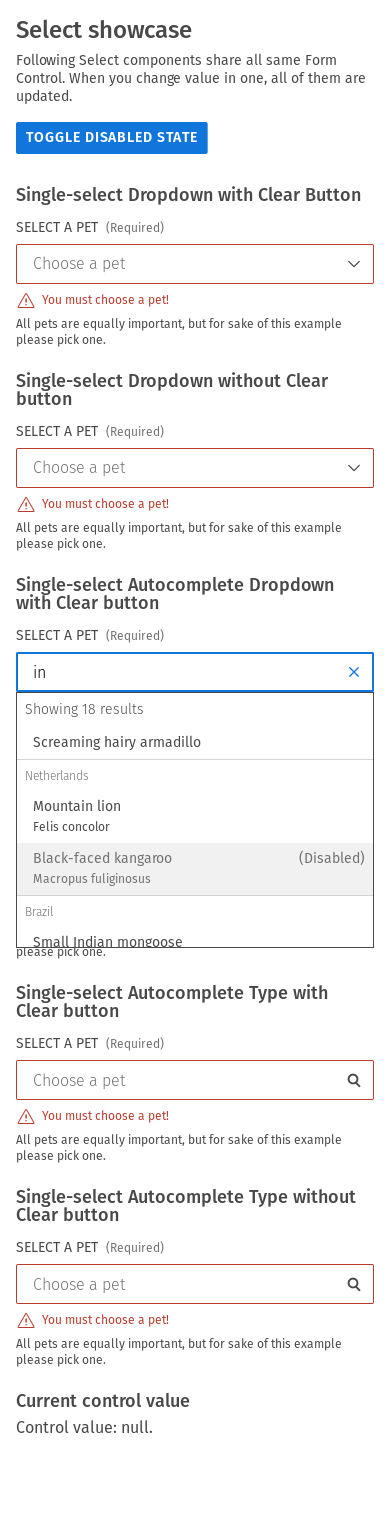 Select showcase
Following Select components share all same Form
Control. When you change value in one, all of them are
updated.
TOGGLE DISABLED STATE
Single-select Dropdown with Clear Button
SELECT A PET (Required)
Choose a pet
You must choose a pet!
All pets are equally important, but for sake of this example
please pick one.
Single-select Dropdown without Clear
button
SELECT A PET (Required)
Choose a pet
You must choose a pet!
All pets are equally important, but for sake of this example
please pick one.
Single-select Autocomplete Dropdown
with Clear button
SELECT A PET (Required)
in
Showing 18 results
Screaming hairy armadillo
Netherlands
Mountain lion
Felis concolor
Black-faced kangaroo (Disabled)
Macropus fuliginosus
Brazil
Small Indian mongoose
please pick one.
Single-select Autocomplete Type with
Clear button
SELECT A PET (Required)
Choose a pet
You must choose a pet!
All pets are equally important, but for sake of this example
please pick one.
Single-select Autocomplete Type without
Clear button
SELECT A PET (Required)
Choose a pet
You must choose a pet!
All pets are equally important, but for sake of this example
please pick one.
Current control value
Control value: null.